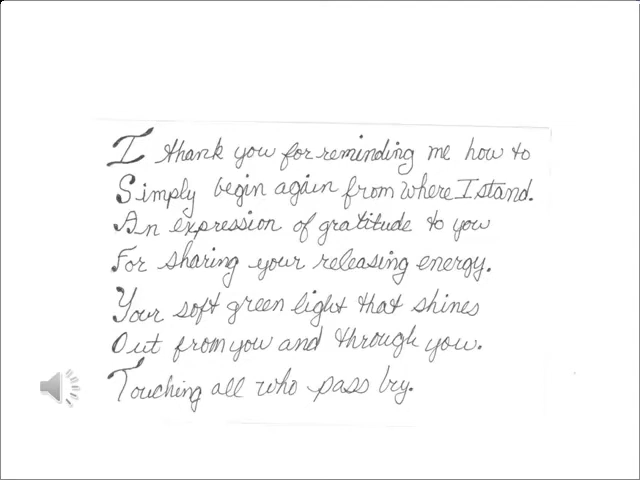 I thank you for reminding me how to
Simply begin again from where I stand.
An expression of gratitude to you
For sharing your releasing energy.
Your soft green light that shines
Out from you and through you.
Touching all who pass by.